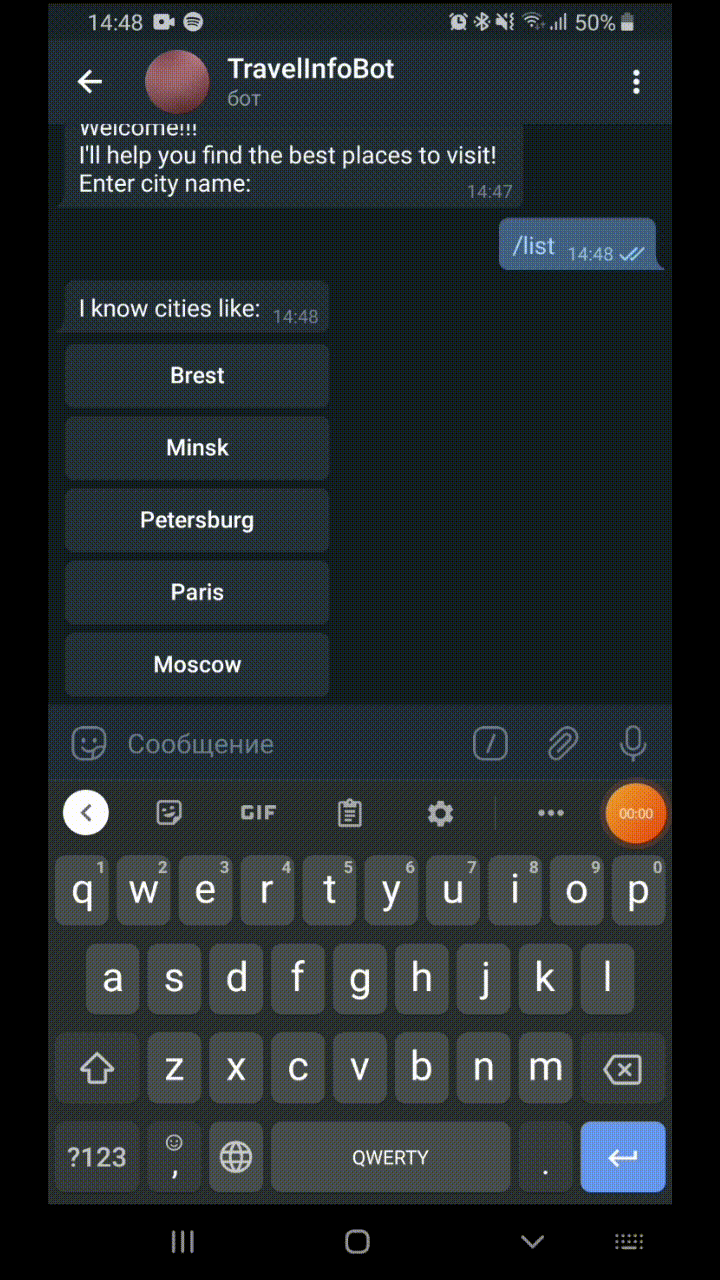 14:48 50%
TravelInfoBot
бот
Welcome!!!
I'll help you find the best places to visit!
Enter city name: 14:47
/list 14:48
I know cities like: 14:48
Brest
Minsk
Petersburg
Paris
Moscow
Сообщение /
GIF 00:00
1 2 3 4 5 6 7 8 9 0
q w e r t y u i o p
a s d f g h j k l
z x c v b n m
?123 , QWERTY .